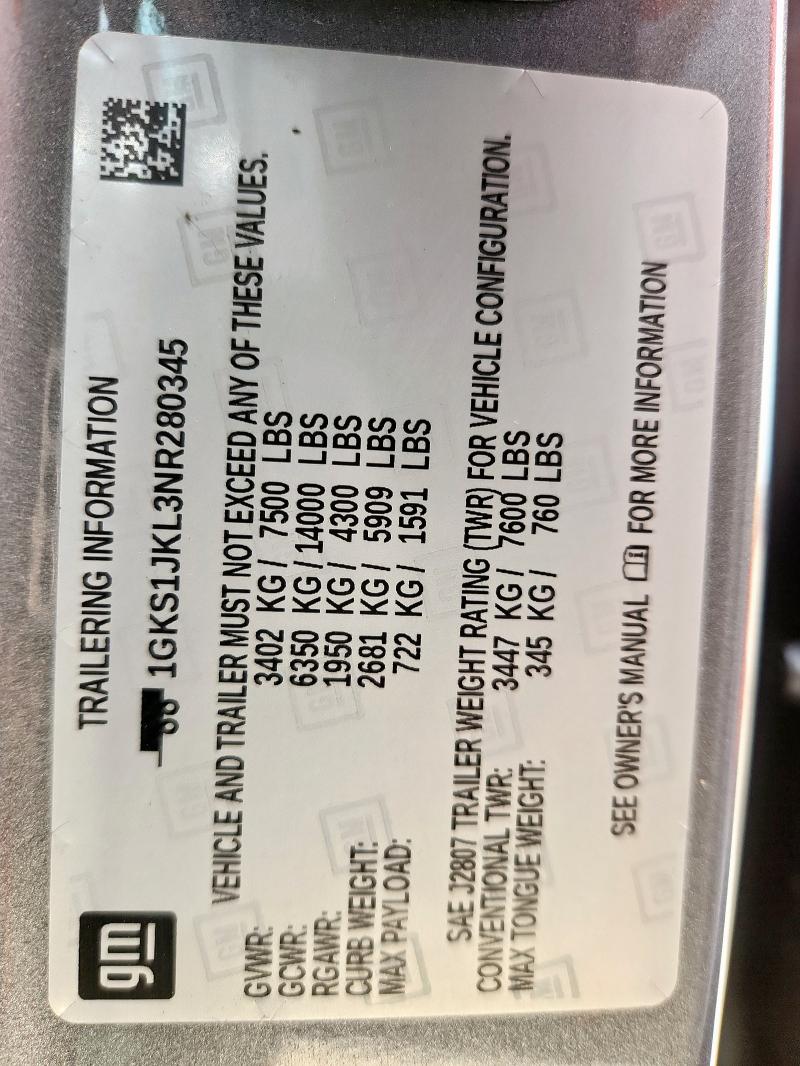 gm
TRAILERING INFORMATION
1GKS1JKL3NR280345
VEHICLE AND TRAILER MUST NOT EXCEED ANY OF THESE VALUES.
GVWR: 3402 KG / 7500 LBS
GCWR: 6350 KG / 14000 LBS
RGAWR: 1950 KG / 4300 LBS
CURB WEIGHT: 2681 KG / 5909 LBS
MAX PAYLOAD: 722 KG / 1591 LBS
SAE J2807 TRAILER WEIGHT RATING (TWR) FOR VEHICLE CONFIGURATION.
CONVENTIONAL TWR: 3447 KG / 7600 LBS
MAX TONGUE WEIGHT: 345 KG / 760 LBS
SEE OWNER'S MANUAL FOR MORE INFORMATION